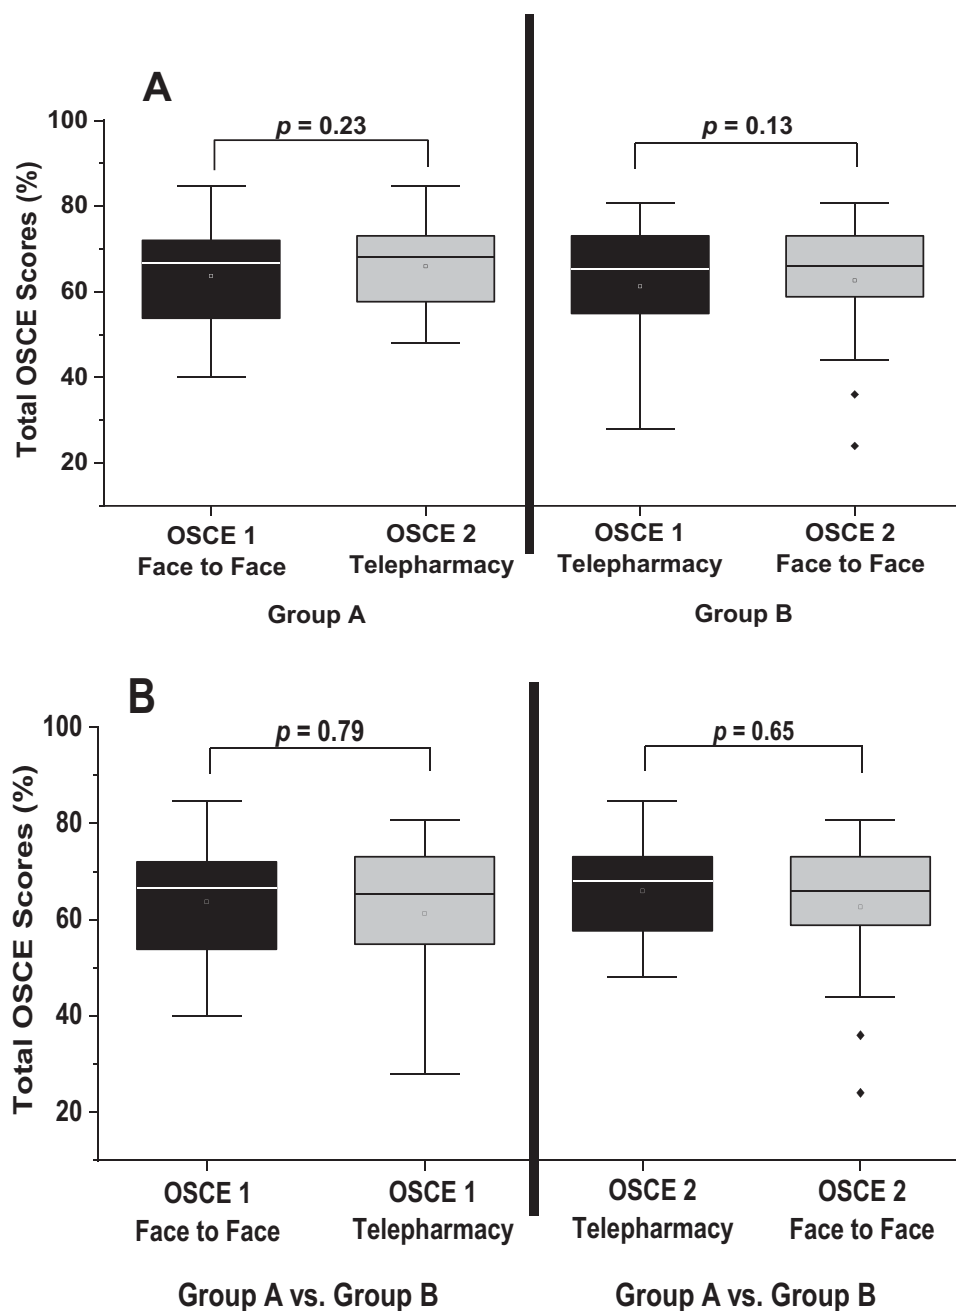 A
p = 0.23
p = 0.13
100
80
60
40
20
Total OSCE Scores (%)
OSCE 1
Face to Face
OSCE 2
Telepharmacy
OSCE 1
Telepharmacy
OSCE 2
Face to Face
Group A
Group B
B
p = 0.79
p = 0.65
100
80
60
40
20
Total OSCE Scores (%)
OSCE 1
Face to Face
OSCE 1
Telepharmacy
OSCE 2
Telepharmacy
OSCE 2
Face to Face
Group A vs. Group B
Group A vs. Group B